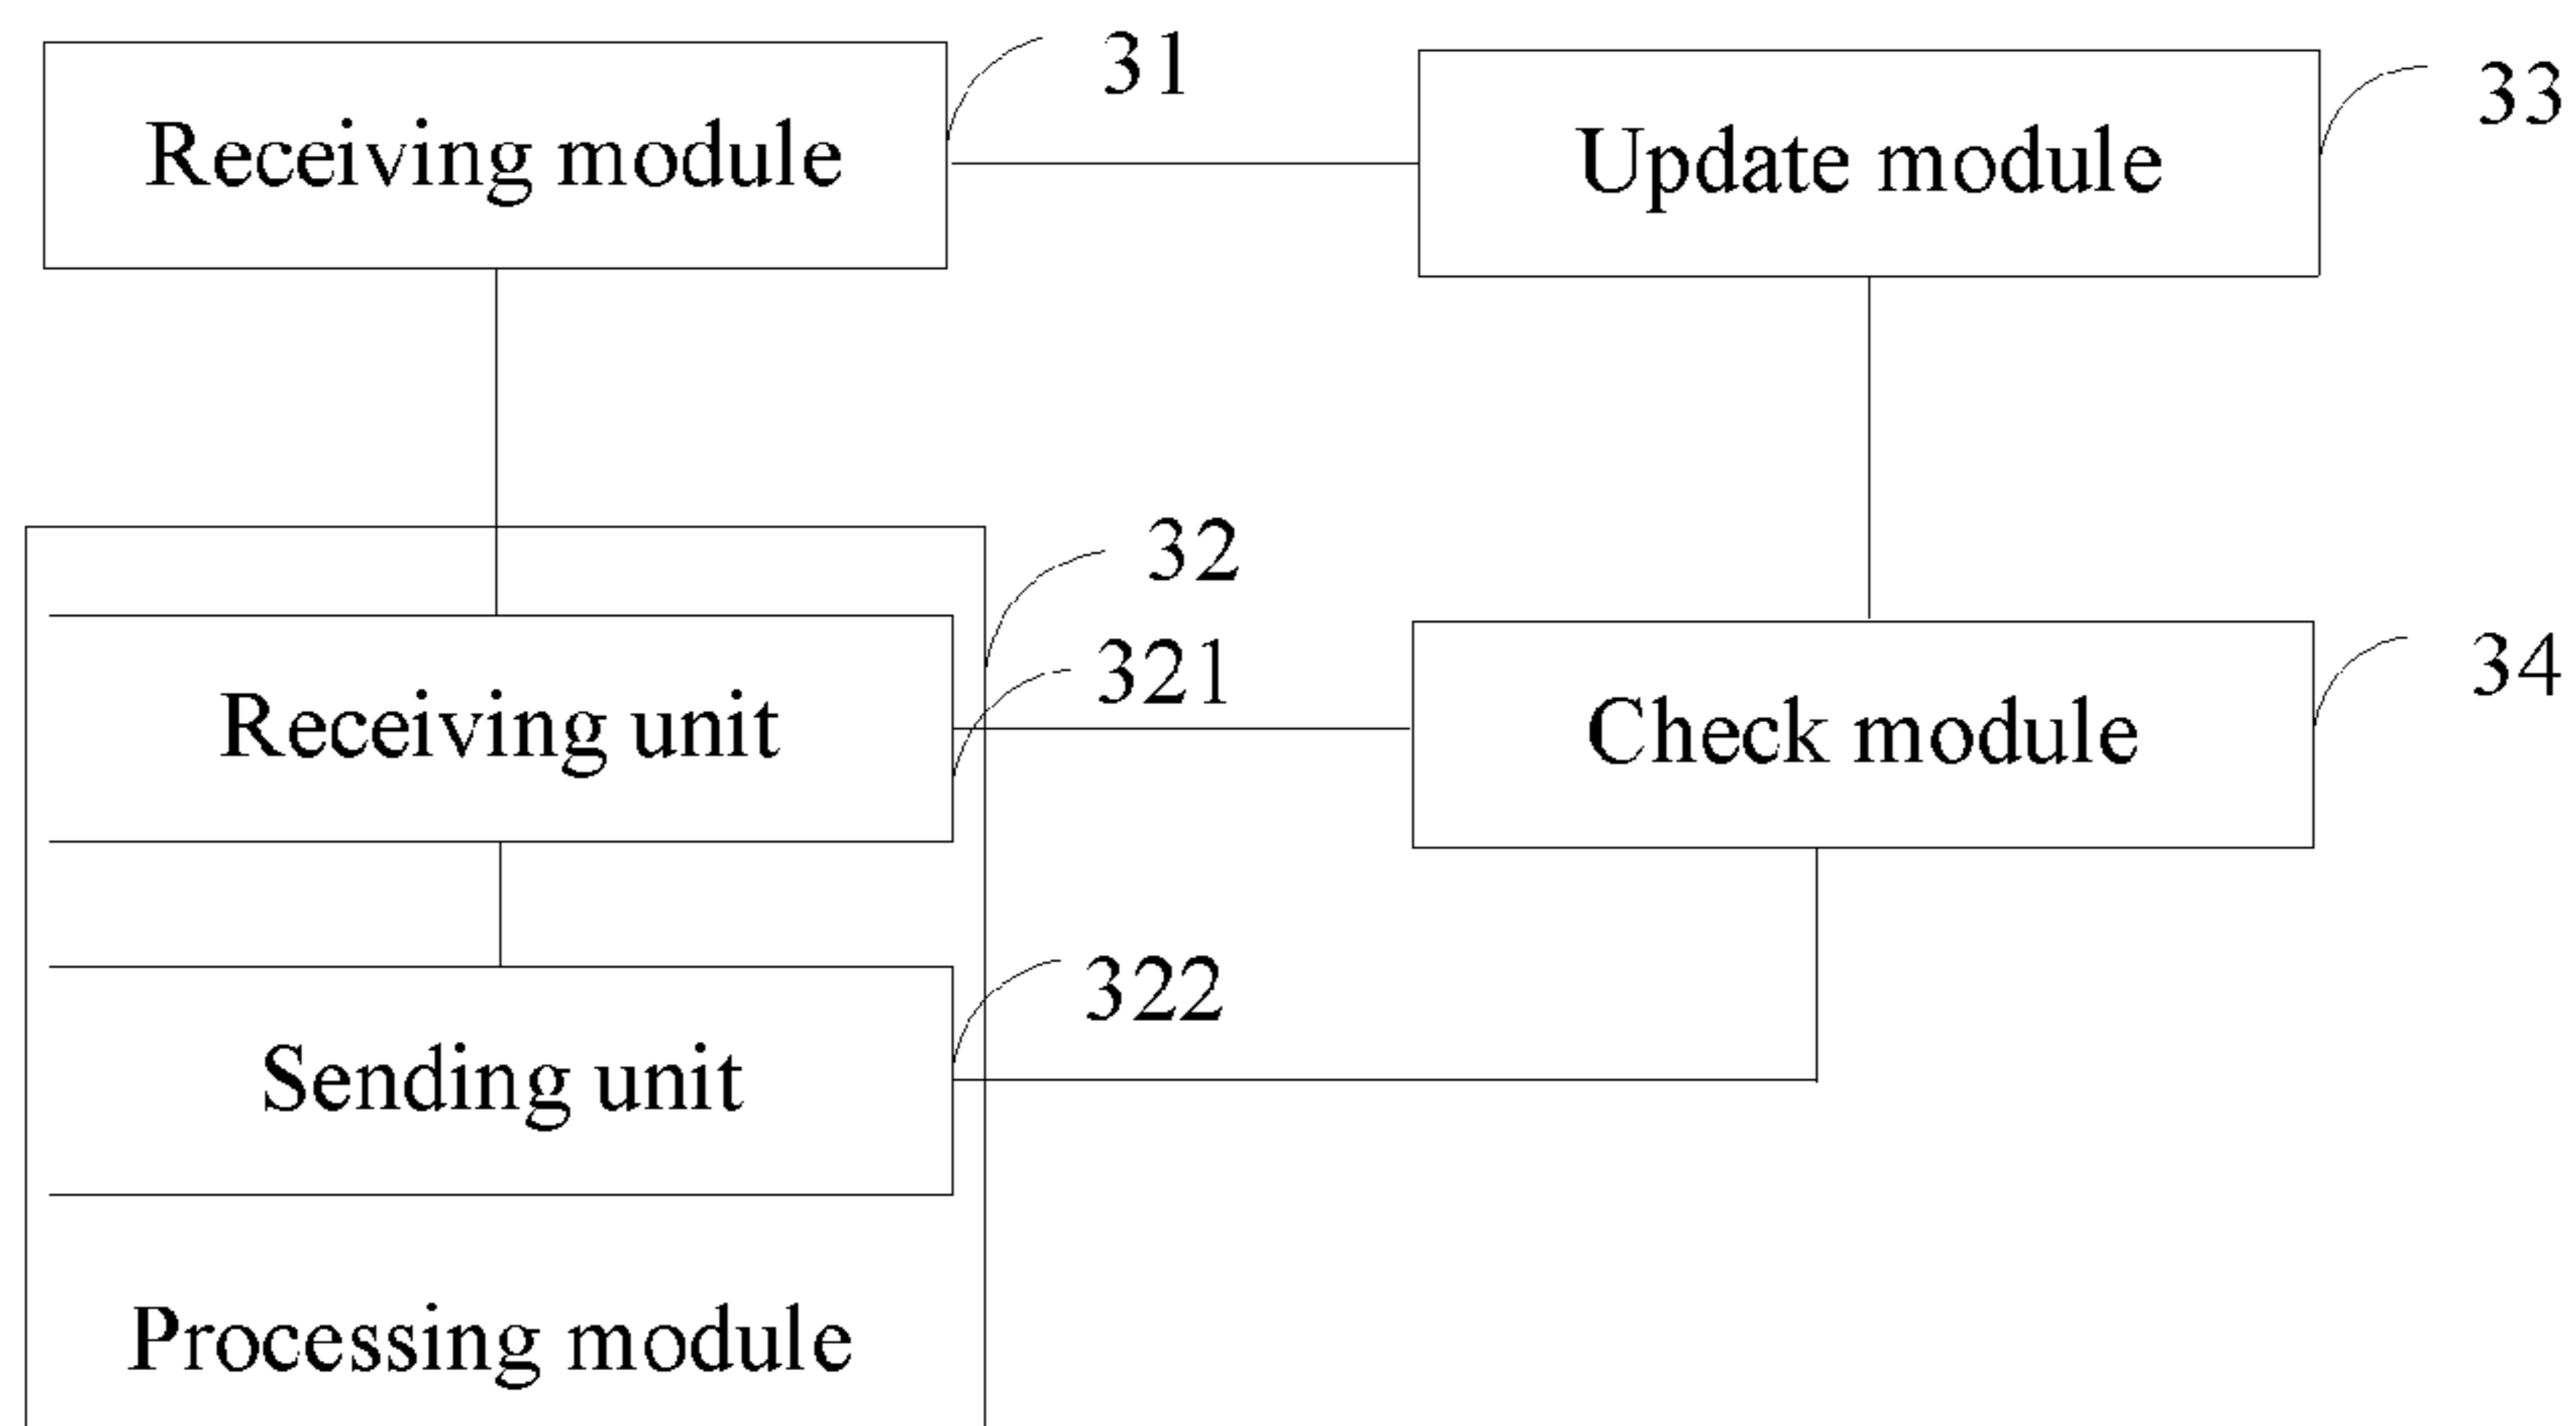 31
Receiving module
33
Update module
32
321
Receiving unit
34
Check module
322
Sending unit
Processing module